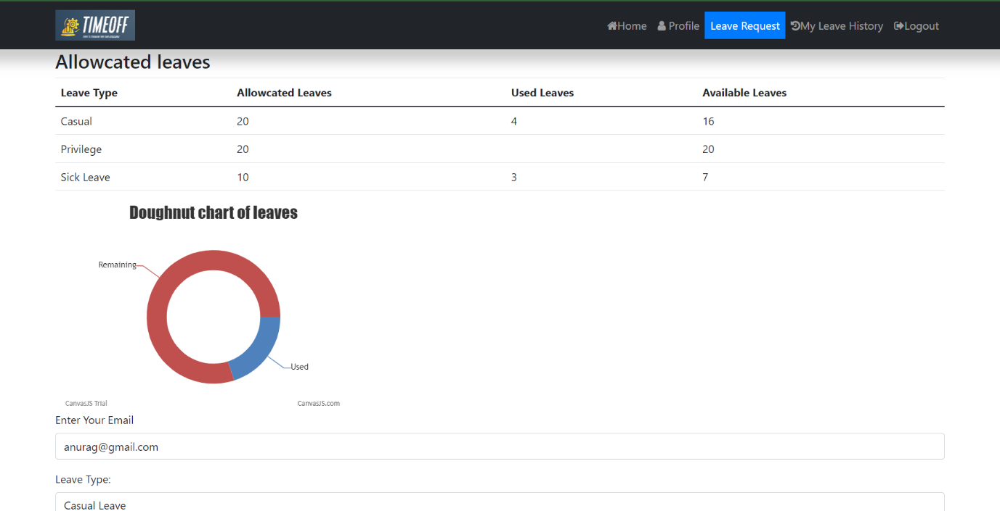 TIMEOFF
Home Profile Leave Request My Leave History Logout
Allowcated leaves
Leave Type Allowcated Leaves Used Leaves Available Leaves
Casual 20 4 16
Privilege 20 20
Sick Leave 10 3 7
Doughnut chart of leaves
Remaining
Used
CanvasJS Trial CanvasJS.com
Enter Your Email
anurag@gmail.com
Leave Type:
Casual Leave